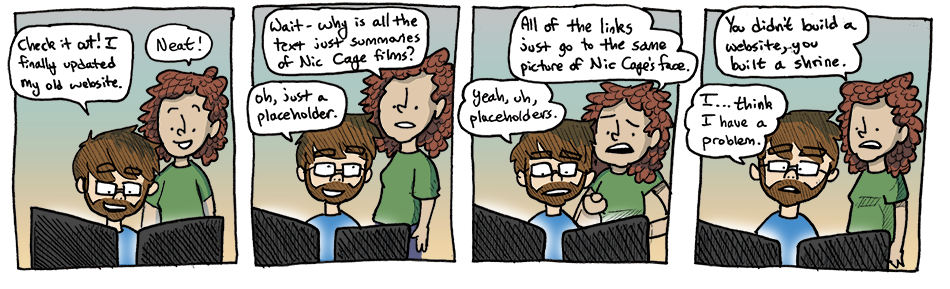 Check it out! I
finally updated
my old website.
Neat!
Wait - why is all the
text just summaries
of Nic Cage films?
oh, just a
placeholder.
All of the links
just go to the same
picture of Nic Cage's face.
Yeah, uh,
placeholders.
You didn't build a
website, you
built a shrine.
I...think
I have a
problem.